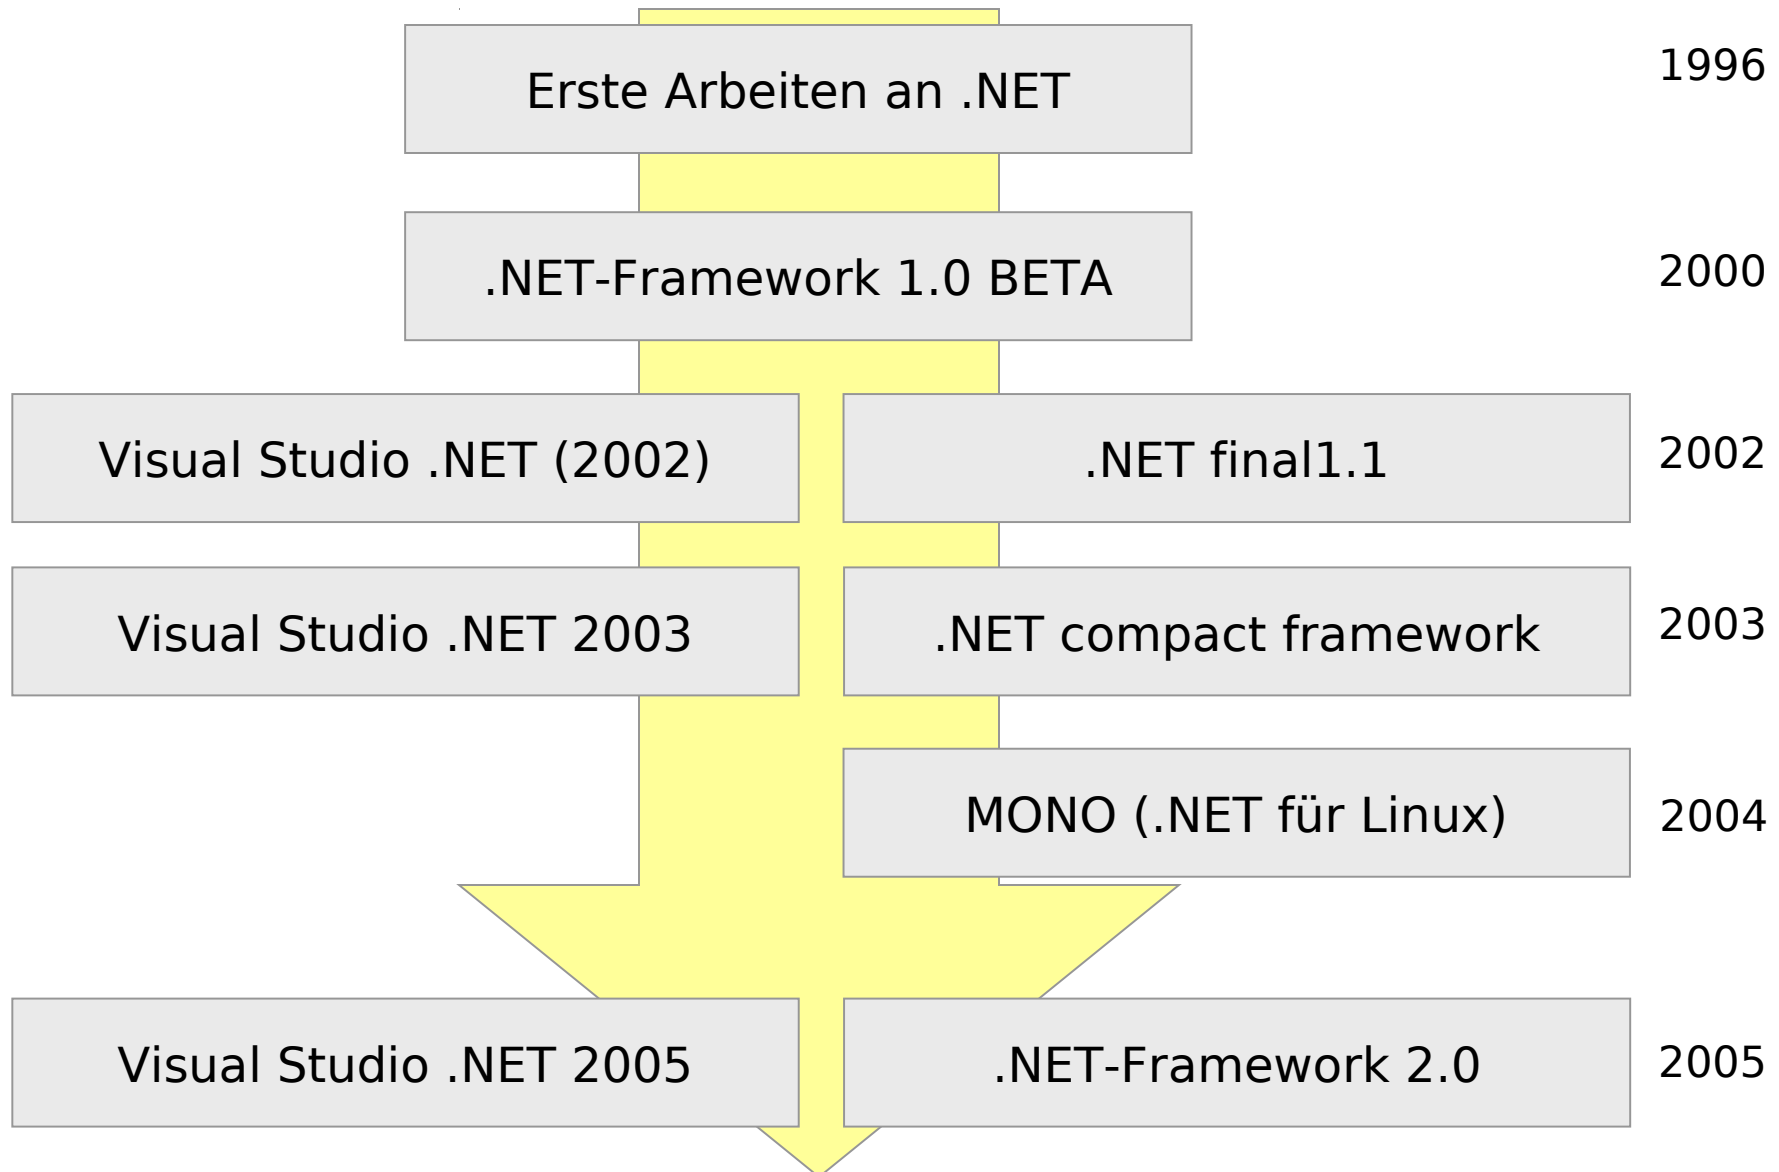 Erste Arbeiten an .NET
1996
.NET-Framework 1.0 BETA
2000
Visual Studio .NET (2002)
.NET final1.1
2002
Visual Studio .NET 2003
.NET compact framework
2003
MONO (.NET für Linux)
2004
Visual Studio .NET 2005
.NET-Framework 2.0
2005